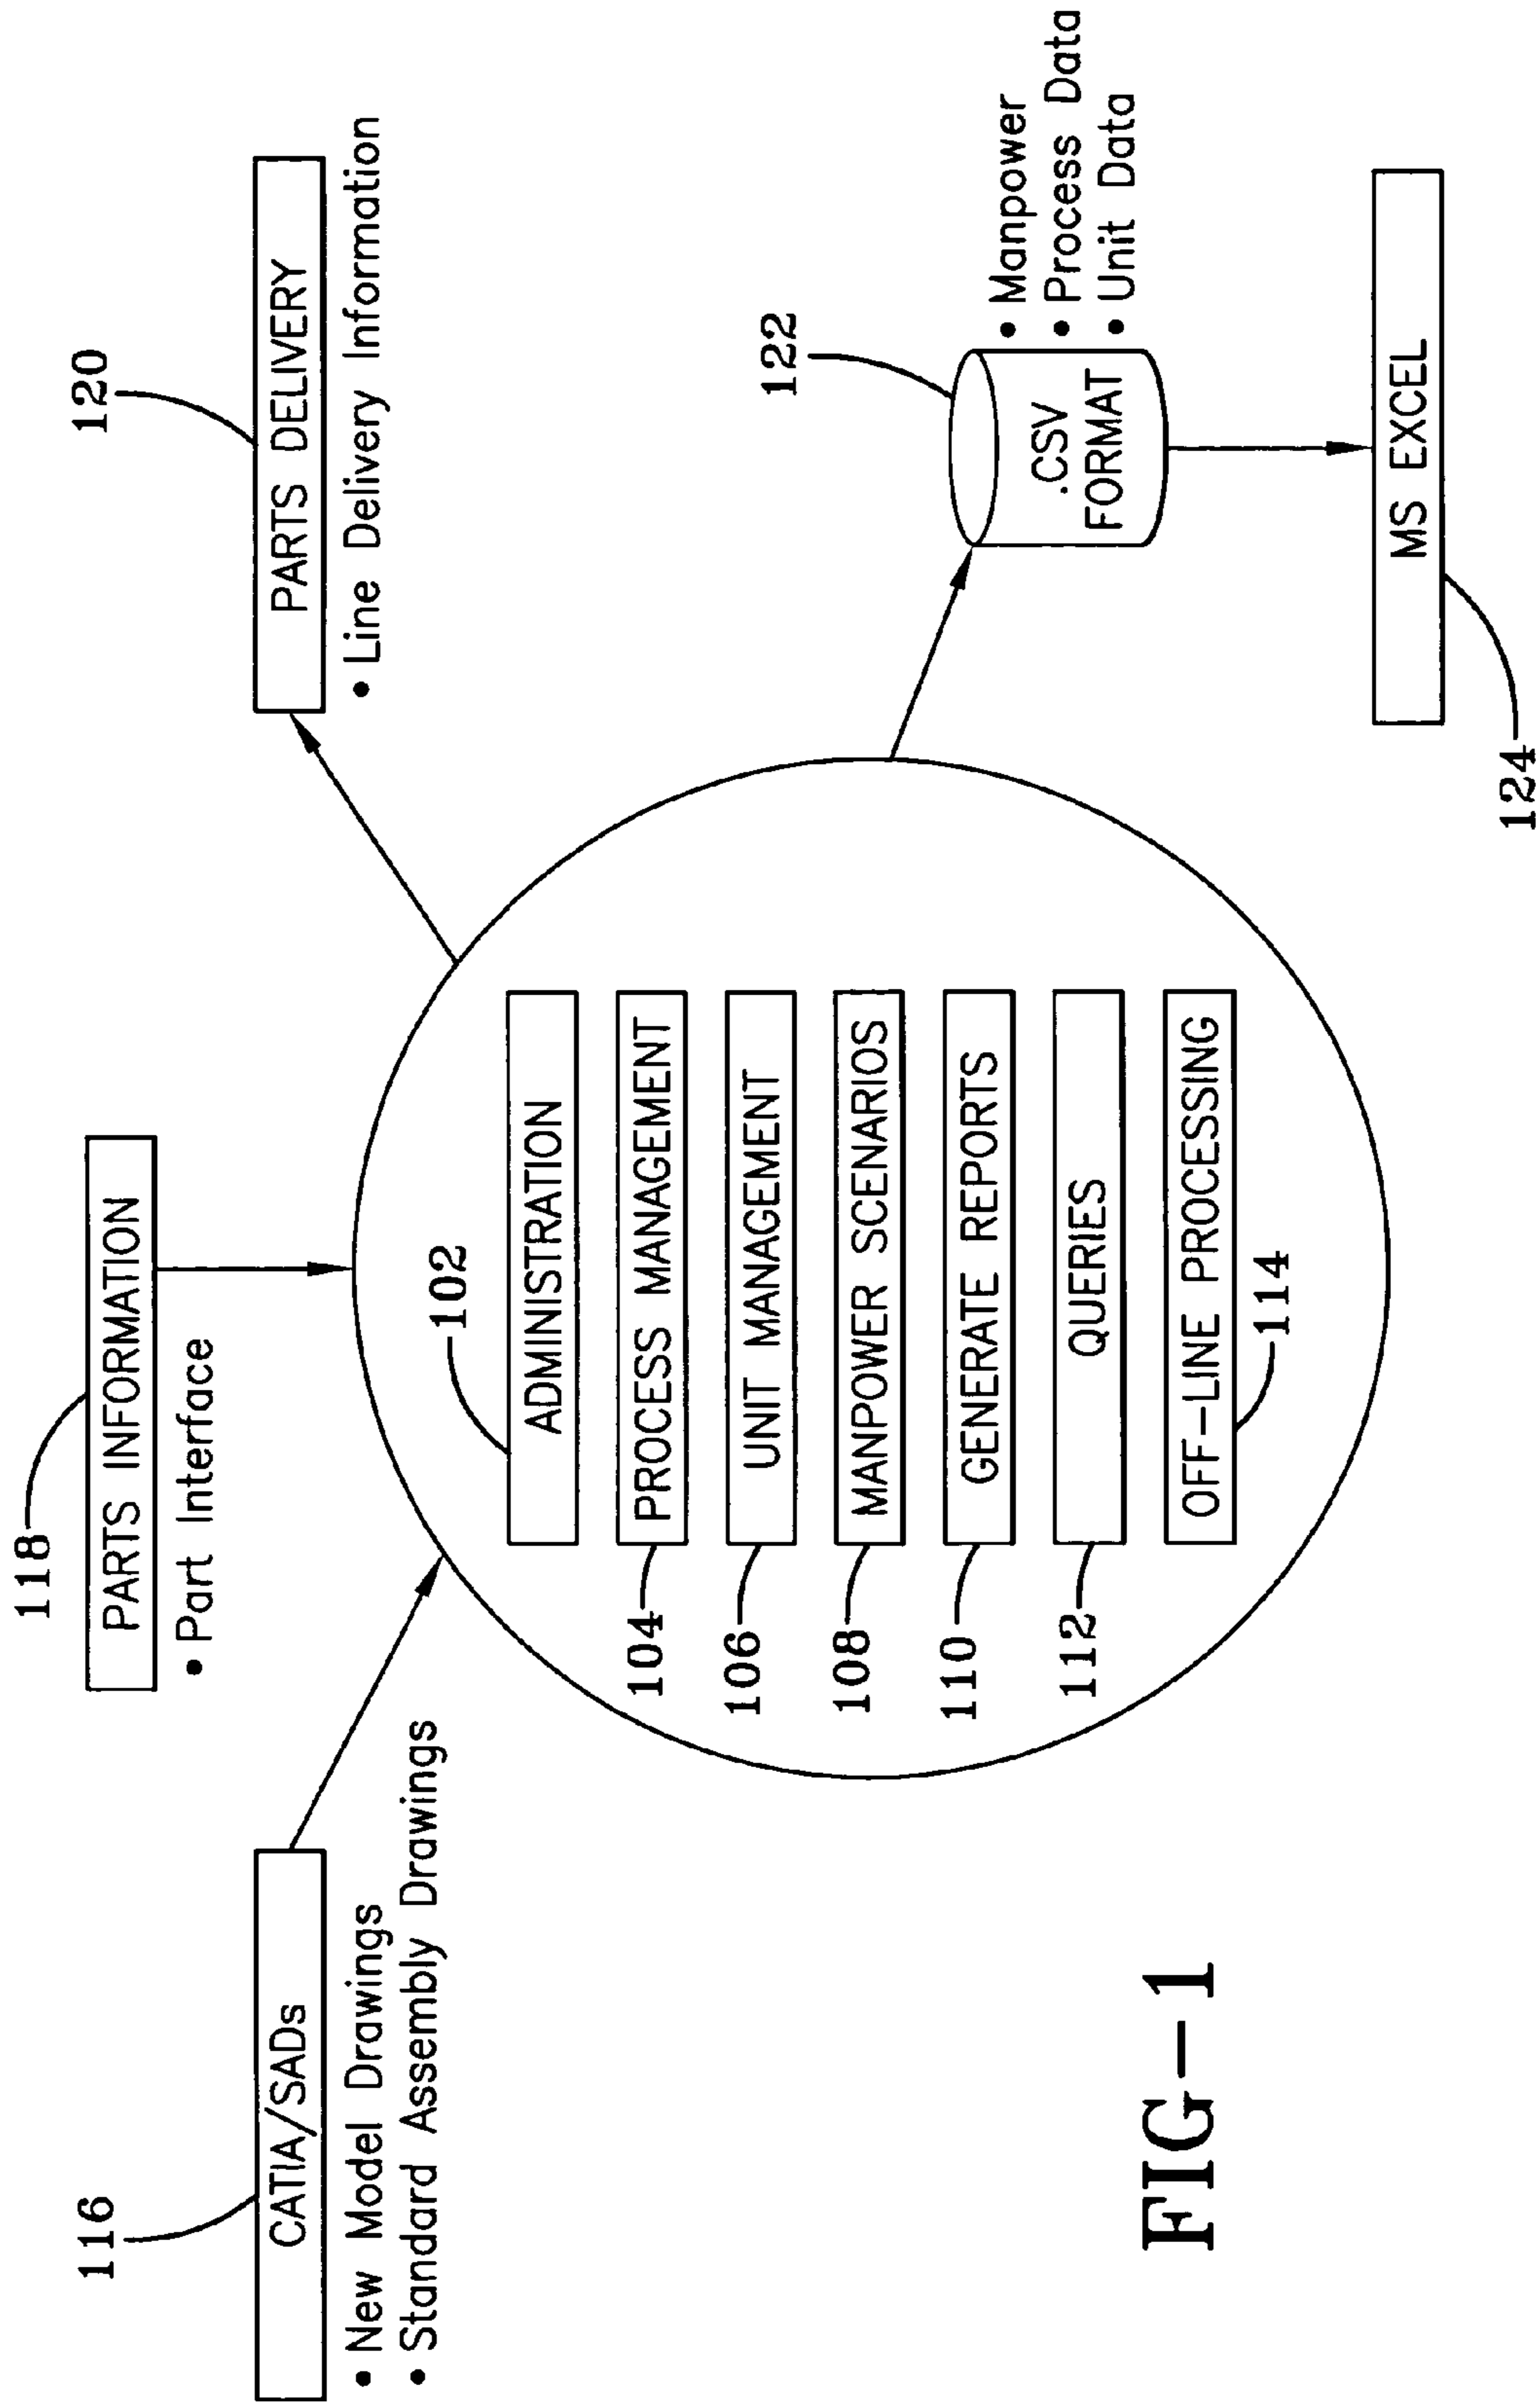 118
PARTS INFORMATION
• Part Interface
116
CATIA/SADs
• New Model Drawings
• Standard Assembly Drawings
120
PARTS DELIVERY
• Line Delivery Information
102
ADMINISTRATION
104
PROCESS MANAGEMENT
106
UNIT MANAGEMENT
108
MANPOWER SCENARIOS
110
GENERATE REPORTS
112
QUERIES
OFF-LINE PROCESSING
114
122
.CSV
FORMAT
• Manpower
• Process Data
• Unit Data
MS EXCEL
124
FIG-1